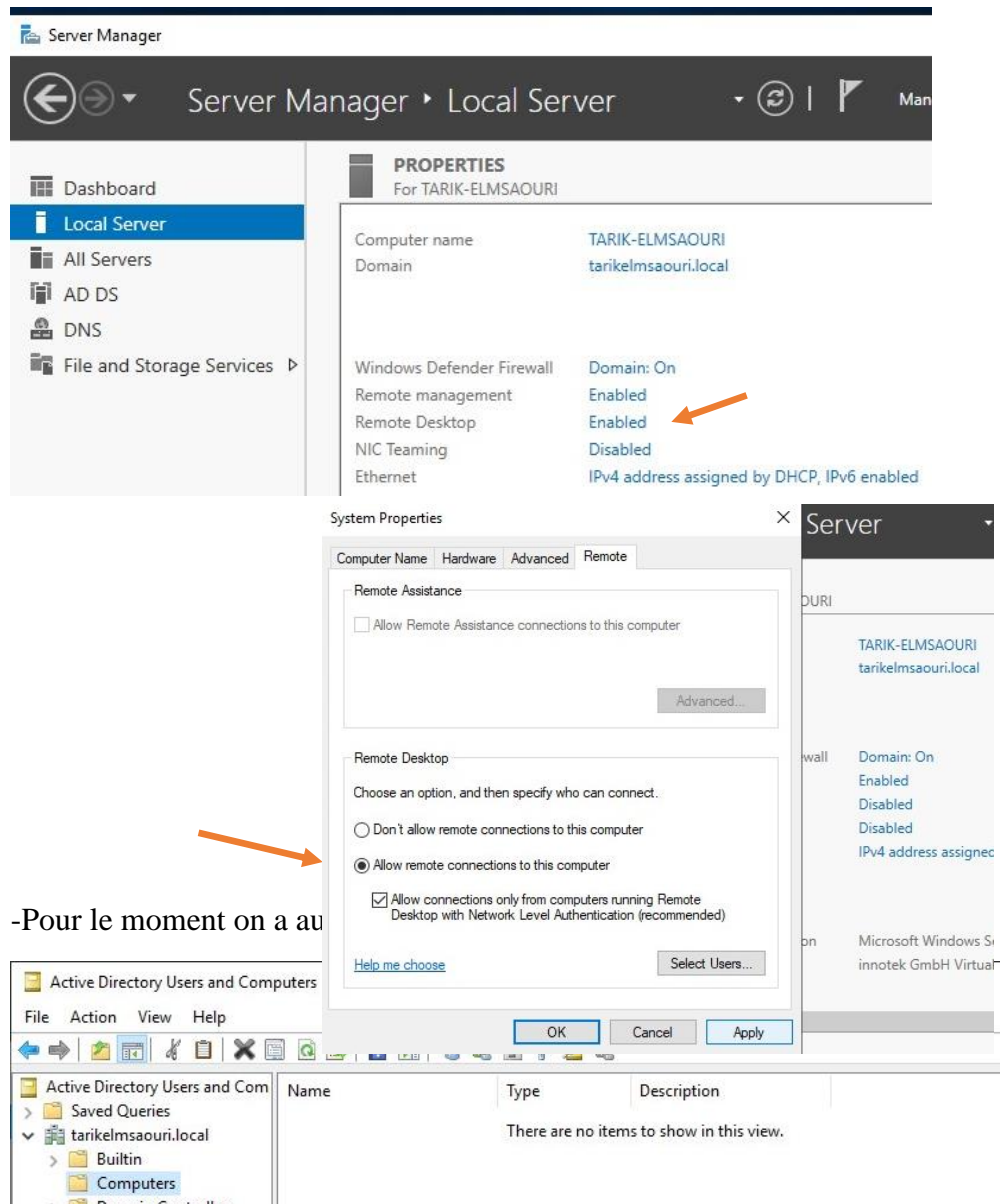 Server Manager
Server Manager ‣ Local Server
Man
Dashboard
Local Server
All Servers
AD DS
DNS
File and Storage Services
PROPERTIES
For TARIK-ELMSAOURI
Computer name TARIK-ELMSAOURI
Domain tarikelmsaouri.local
Windows Defender Firewall Domain: On
Remote management Enabled
Remote Desktop Enabled
NIC Teaming Disabled
Ethernet IPv4 address assigned by DHCP, IPv6 enabled
System Properties
Computer Name Hardware Advanced Remote
Remote Assistance
Allow Remote Assistance connections to this computer
Advanced...
Remote Desktop
Choose an option, and then specify who can connect.
Don't allow remote connections to this computer
Allow remote connections to this computer
Allow connections only from computers running Remote
Desktop with Network Level Authentication (recommended)
Help me choose Select Users...
OK Cancel Apply
Server
OURI
TARIK-ELMSAOURI
tarikelmsaouri.local
wall Domain: On
Enabled
Disabled
Disabled
IPv4 address assigned
on Microsoft Windows Se
innotek GmbH Virtual
-Pour le moment on a au
Active Directory Users and Computers
File Action View Help
Active Directory Users and Com
Saved Queries
tarikelmsaouri.local
Builtin
Computers
Name Type Description
There are no items to show in this view.